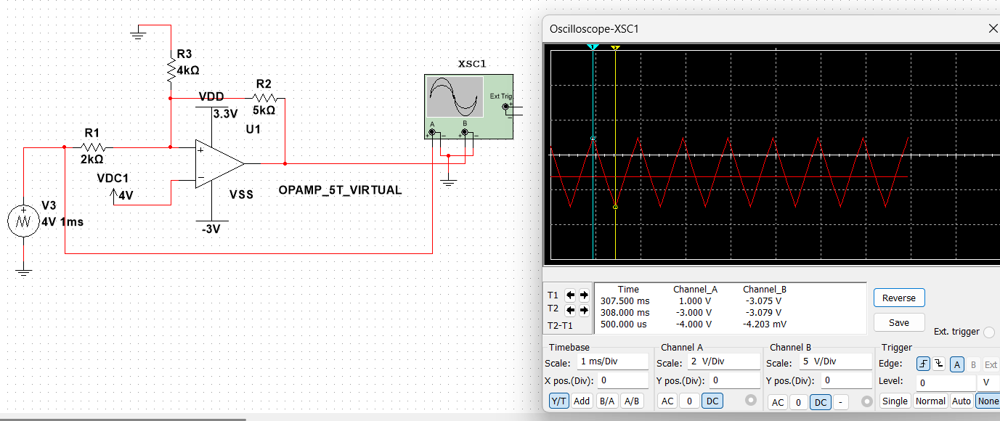 R3
4kΩ
VDD
3.3V
R2
5kΩ
U1
R1
2kΩ
+
−
VDC1
4V
VSS
-3V
OPAMP_5T_VIRTUAL
V3
+
4V 1ms
XSC1
Ext Trig
+
−
A
B
+
−
+
−
Oscilloscope-XSC1
1
2
Time Channel_A Channel_B
T1 307.500 ms 1.000 V -3.075 V
T2 308.000 ms -3.000 V -3.079 V
T2-T1 500.000 us -4.000 V -4.203 mV
Reverse
Save
Ext. trigger
Timebase
Scale: 1 ms/Div
X pos.(Div): 0
Y/T Add B/A A/B
Channel A
Scale: 2 V/Div
Y pos.(Div): 0
AC 0 DC
Channel B
Scale: 5 V/Div
Y pos.(Div): 0
AC 0 DC -
Trigger
Edge: A B Ext
Level: 0 V
Single Normal Auto None